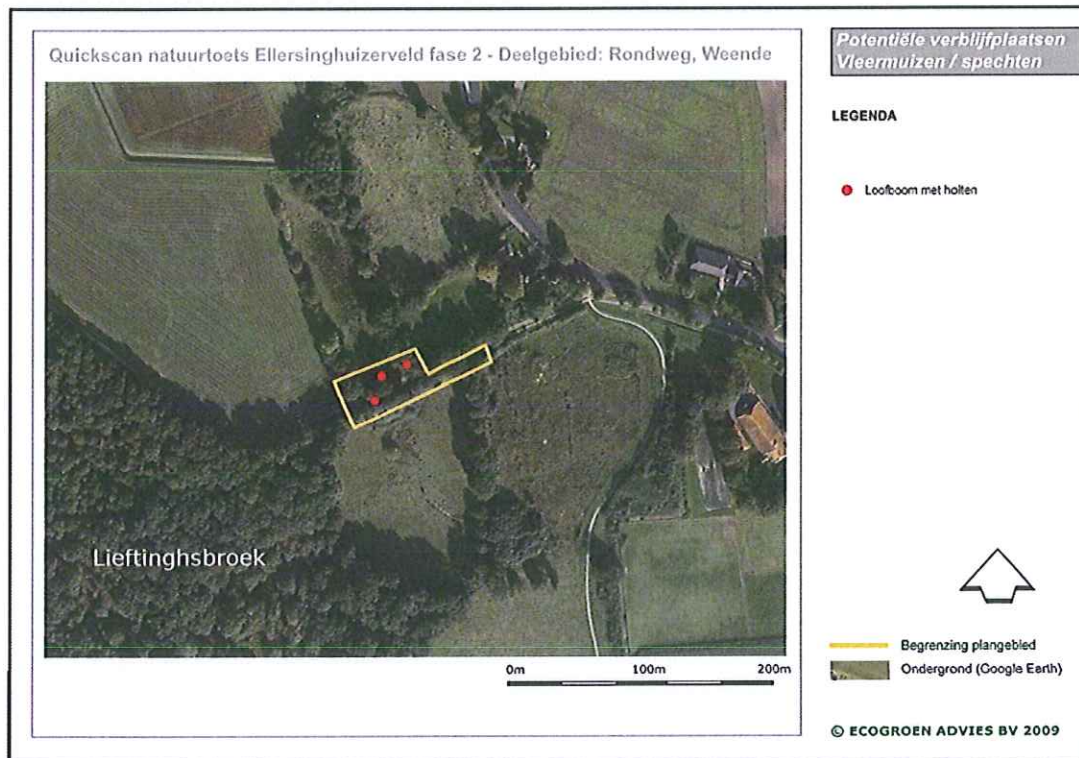 Quickscan natuurtoets Ellersinghuizerveld fase 2 - Deelgebied: Rondweg, Weende
Potentiële verblijfplaatsen
Vleermuizen / spechten
LEGENDA
Loofboom met holten
Lieftinghsbroek
0m 100m 200m
Begrenzing plangebied
Ondergrond (Google Earth)
© ECOGROEN ADVIES BV 2009